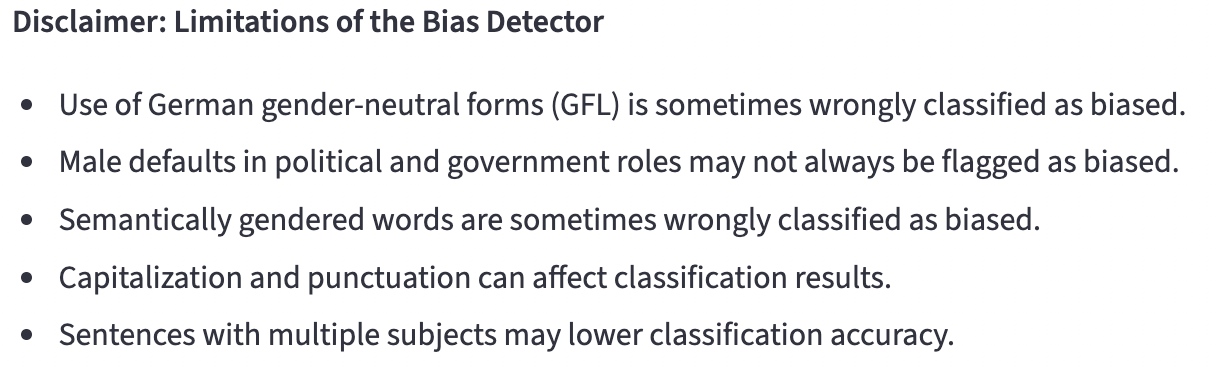 Disclaimer: Limitations of the Bias Detector
• Use of German gender-neutral forms (GFL) is sometimes wrongly classified as biased.
• Male defaults in political and government roles may not always be flagged as biased.
• Semantically gendered words are sometimes wrongly classified as biased.
• Capitalization and punctuation can affect classification results.
• Sentences with multiple subjects may lower classification accuracy.